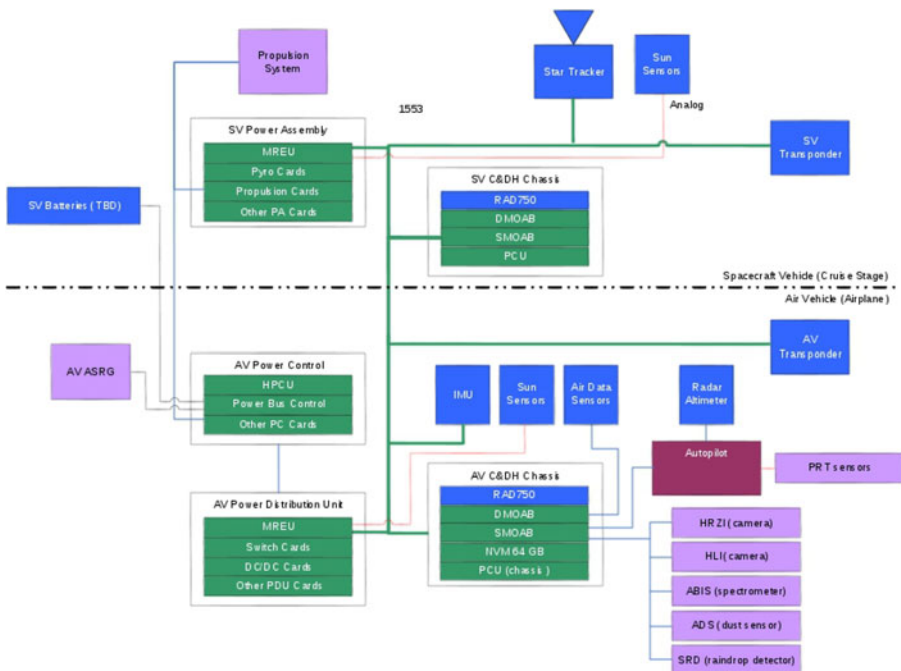 Propulsion
System
Star Tracker
Sun
Sensors
1553
Analog
SV Power Assembly
MREU
Pyro Cards
Propulsion Cards
Other PA Cards
SV Transponder
SV C&DH Chassis
RAD750
DMOAB
SMOAB
PCU
SV Batteries (TBD)
Spacecraft Vehicle (Cruise Stage)
Air Vehicle (Airplane)
AV ASRG
AV Power Control
HPCU
Power Bus Control
Other PC Cards
AV
Transponder
IMU
Sun
Sensors
Air Data
Sensors
Radar
Altimeter
Autopilot
PRT sensors
AV Power Distribution Unit
MREU
Switch Cards
DC/DC Cards
Other PDU Cards
AV C&DH Chassis
RAD750
DMOAB
SMOAB
NVM 64 GB
PCU (chassis)
HRZI (camera)
HLI (camera)
ABIS (spectrometer)
ADS (dust sensor)
SRD (raindrop detector)